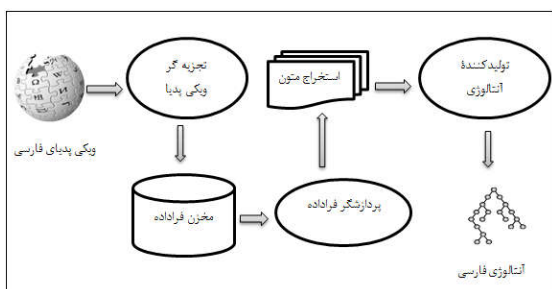 ویکی پدیای فارسی
تجزیه گر
ویکی پدیا
مخزن فراداده
پردازشگر فراداده
استخراج متون
تولیدکنندهٔ
آنتالوژی
آنتالوژی فارسی